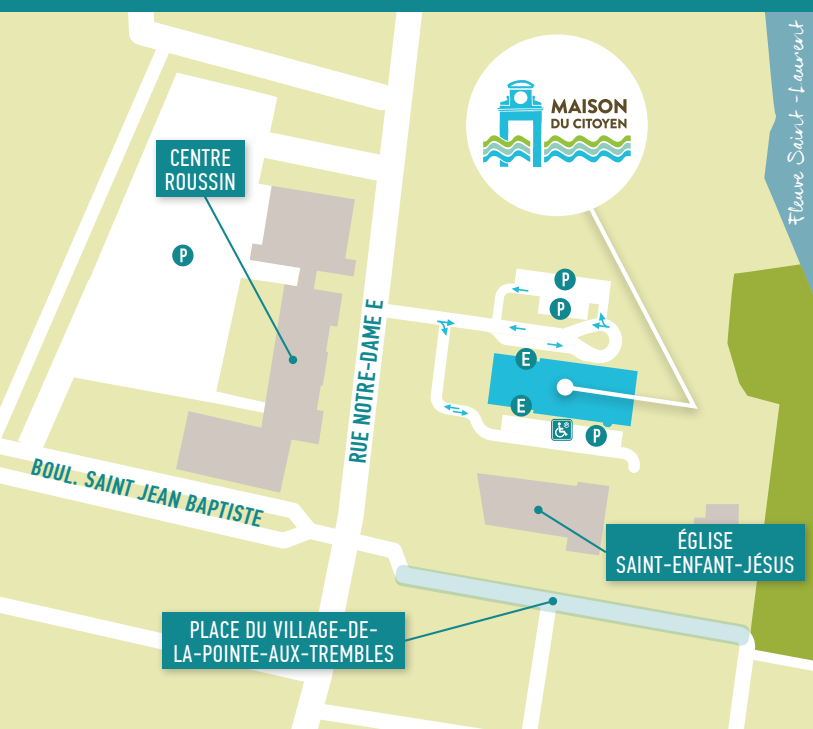 Fleuve Saint-Laurent
MAISON
DU CITOYEN
CENTRE
ROUSSIN
P
P
P
RUE NOTRE-DAME E
E
E
P
BOUL. SAINT JEAN BAPTISTE
ÉGLISE
SAINT-ENFANT-JÉSUS
PLACE DU VILLAGE-DE-
LA-POINTE-AUX-TREMBLES